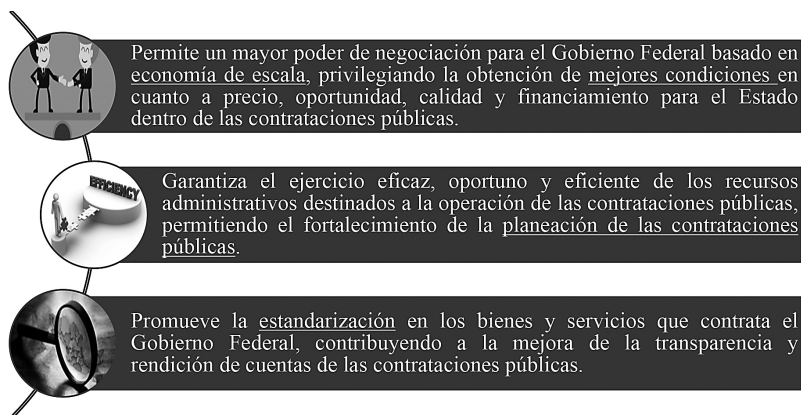 Permite un mayor poder de negociación para el Gobierno Federal basado en
economía de escala, privilegiando la obtención de mejores condiciones en
cuanto a precio, oportunidad, calidad y financiamiento para el Estado
dentro de las contrataciones públicas.
EFFICIENCY
Garantiza el ejercicio eficaz, oportuno y eficiente de los recursos
administrativos destinados a la operación de las contrataciones públicas,
permitiendo el fortalecimiento de la planeación de las contrataciones
públicas.
Promueve la estandarización en los bienes y servicios que contrata el
Gobierno Federal, contribuyendo a la mejora de la transparencia y
rendición de cuentas de las contrataciones públicas.